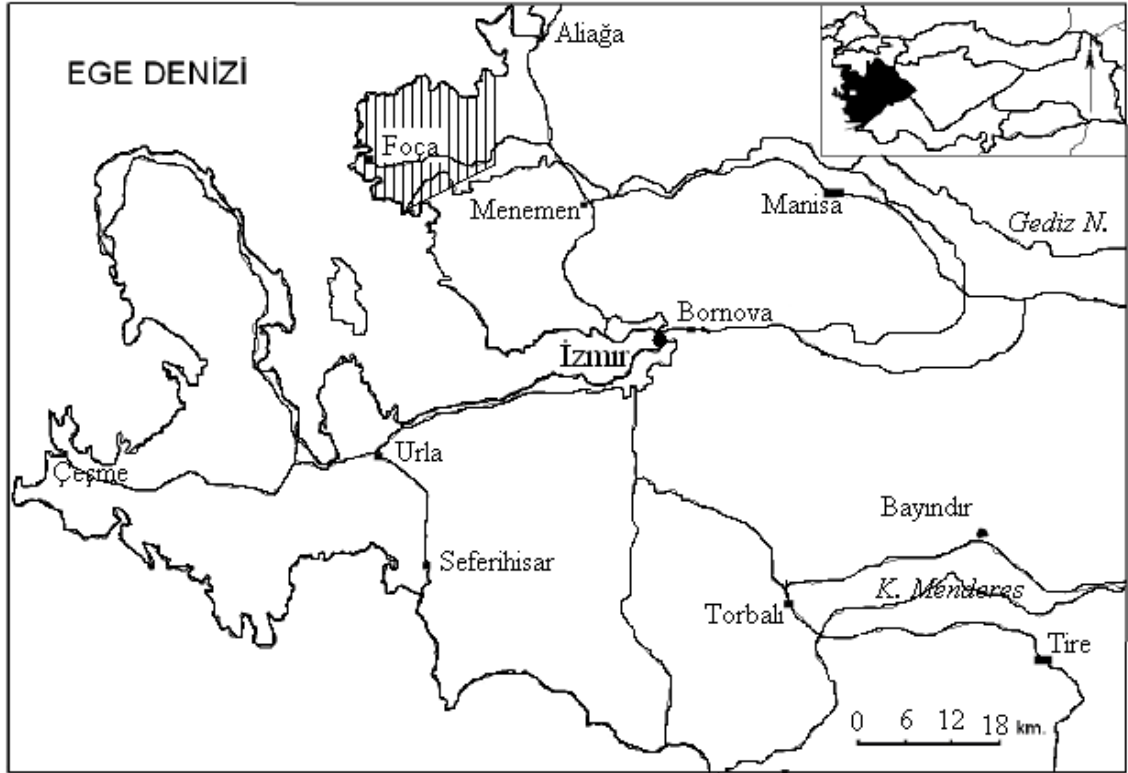 Aliağa
EGE DENİZİ
Foça
Menemen
Manisa
Gediz N.
Bornova
İzmır
Urla
Çeşme
Bayındır
Seferihisar
K. Menderes
Torbalı
Tire
0 6 12 18 km.